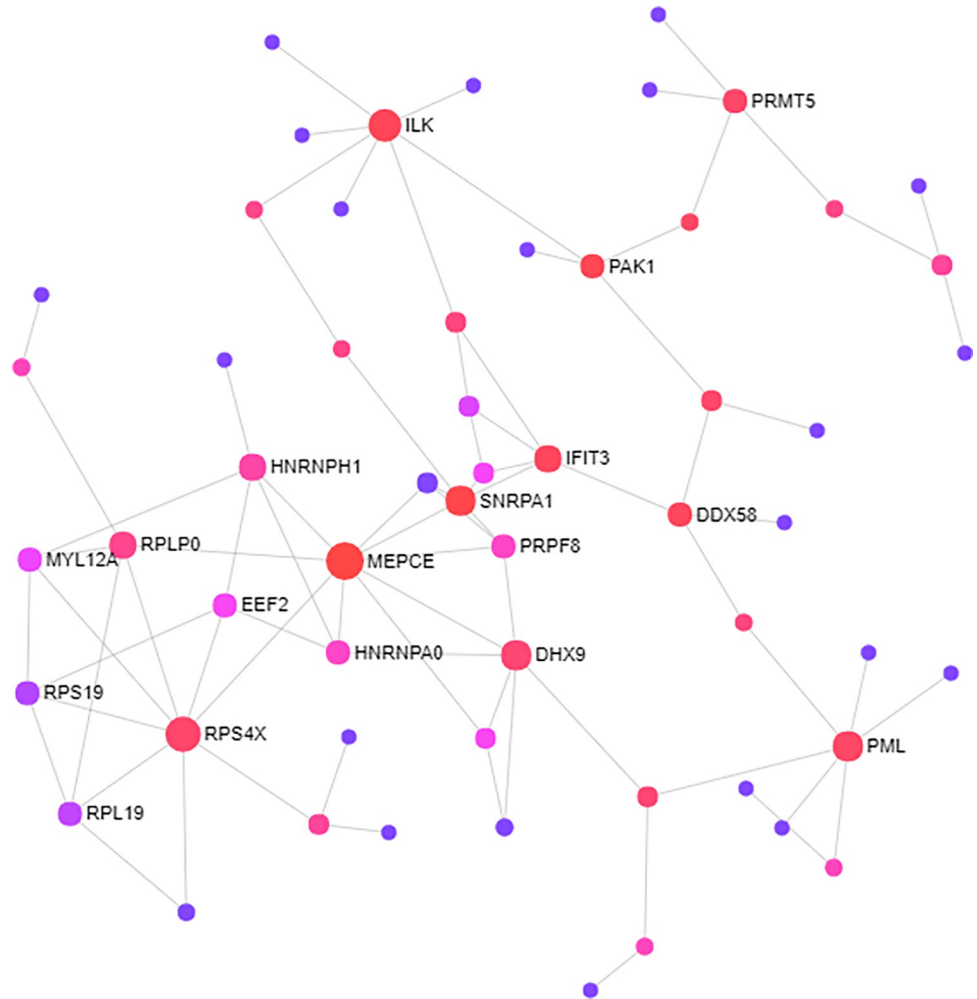 PRMT5
ILK
PAK1
IFIT3
HNRNPH1
SNRPA1
DDX58
RPLP0
PRPF8
MYL12A
MEPCE
EEF2
HNRNPA0
DHX9
RPS19
RPS4X
PML
RPL19